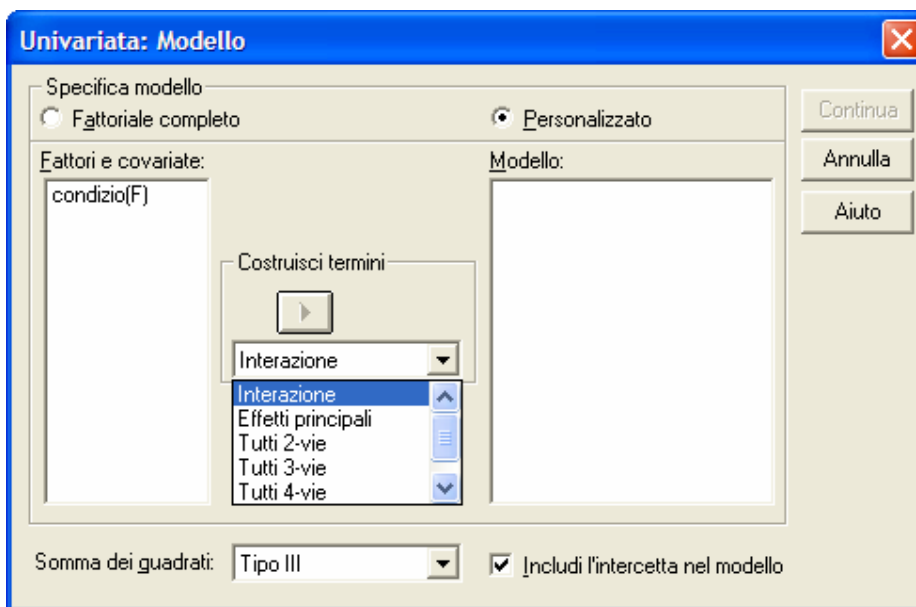 Univariata: Modello
Specifica modello
Fattoriale completo
Personalizzato
Continua
Fattori e covariate:
Modello:
Annulla
condizio(F)
Aiuto
Costruisci termini
Interazione
Interazione
Effetti principali
Tutti 2-vie
Tutti 3-vie
Tutti 4-vie
Somma dei quadrati:
Tipo III
Includi l'intercetta nel modello